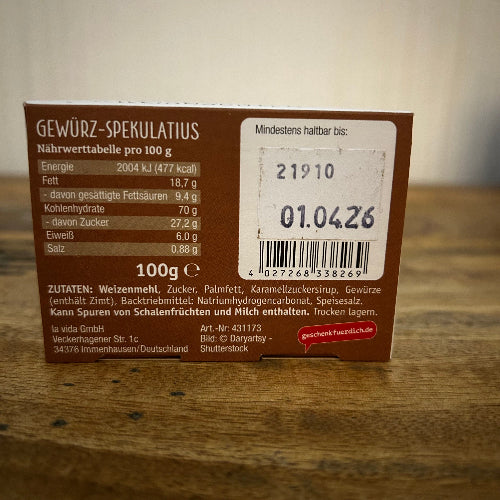 GEWÜRZ-SPEKULATIUS
Nährwerttabelle pro 100 g
Energie 2004 kJ (477 kcal)
Fett 18,7 g
- davon gesättigte Fettsäuren 9,4 g
Kohlenhydrate 70 g
- davon Zucker 27,2 g
Eiweiß 6,0 g
Salz 0,88 g
100g ℮
Mindestens haltbar bis:
21910
01.04.26
4 027268 338269
ZUTATEN: Weizenmehl, Zucker, Palmfett, Karamellzuckersirup, Gewürze
(enthält Zimt), Backtriebmittel: Natriumhydrogencarbonat, Speisesalz.
Kann Spuren von Schalenfrüchten und Milch enthalten. Trocken lagern.
la vida GmbH
Veckerhagener Str. 1c
34376 Immenhausen/Deutschland
Art.-Nr: 431173
Bild: © Daryartsy -
Shutterstock
geschenkfuerdich.de